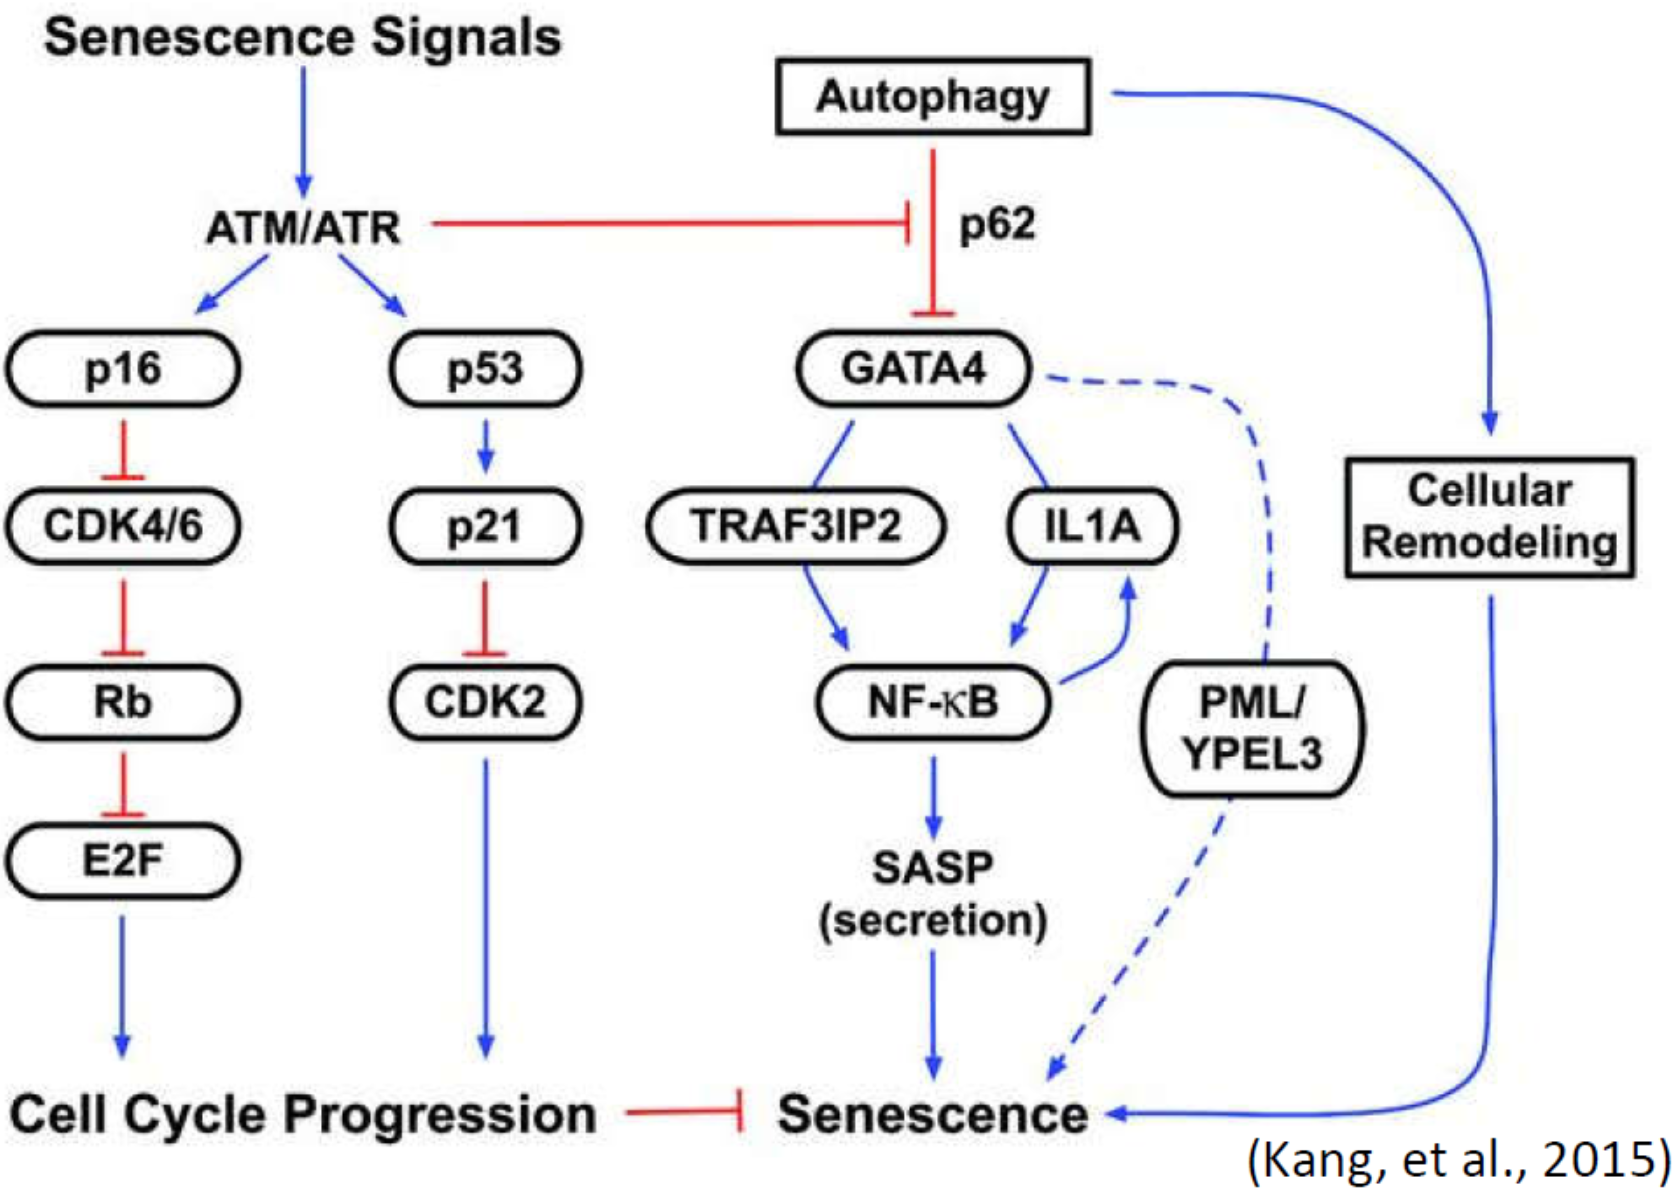 Senescence Signals
Autophagy
ATM/ATR
p62
p16
p53
GATA4
CDK4/6
p21
TRAF3IP2
IL1A
Cellular
Remodeling
Rb
CDK2
NF-κB
PML/
YPEL3
E2F
SASP
(secretion)
Cell Cycle Progression
Senescence
(Kang, et al., 2015)